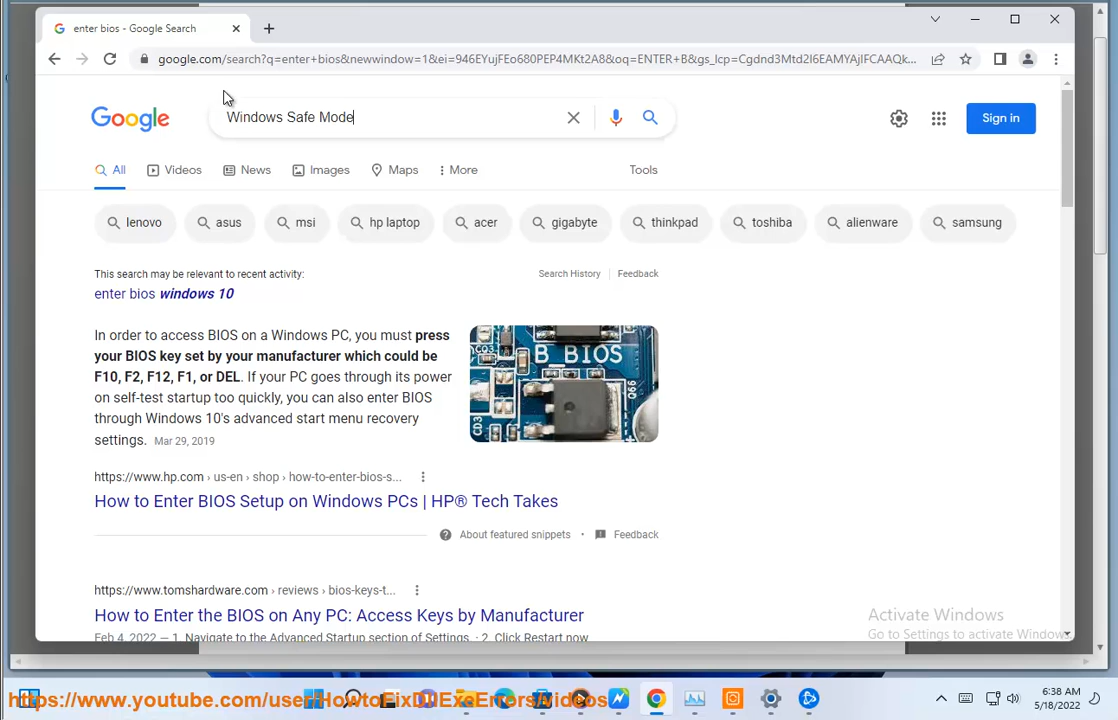 enter bios - Google Search
google.com/search?q=enter+bios&newwindow=1&ei=946EYujFEo680PEP4MKt2A8&oq=ENTER+B&gs_lcp=Cgdnd3Mtd2l6EAMYAjIFCAAQk...
Google
Windows Safe Mode
Sign in
All Videos News Images Maps More Tools
lenovo asus msi hp laptop acer gigabyte thinkpad toshiba alienware samsung
This search may be relevant to recent activity: Search History Feedback
enter bios windows 10
In order to access BIOS on a Windows PC, you must press
your BIOS key set by your manufacturer which could be
F10, F2, F12, F1, or DEL. If your PC goes through its power
on self-test startup too quickly, you can also enter BIOS
through Windows 10's advanced start menu recovery
settings. Mar 29, 2019
B_BIOS
CO3
Q66
CD3
https://www.hp.com › us-en › shop › how-to-enter-bios-s...
How to Enter BIOS Setup on Windows PCs | HP® Tech Takes
About featured snippets • Feedback
https://www.tomshardware.com › reviews › bios-keys-t...
How to Enter the BIOS on Any PC: Access Keys by Manufacturer
Feb 4, 2022 — 1. Navigate to the Advanced Startup section of Settings. · 2. Click Restart now
Activate Windows
Go to Settings to activate Windows.
https://www.youtube.com/user/HowtoFixDllExeErrors/videos
6:38 AM
5/18/2022